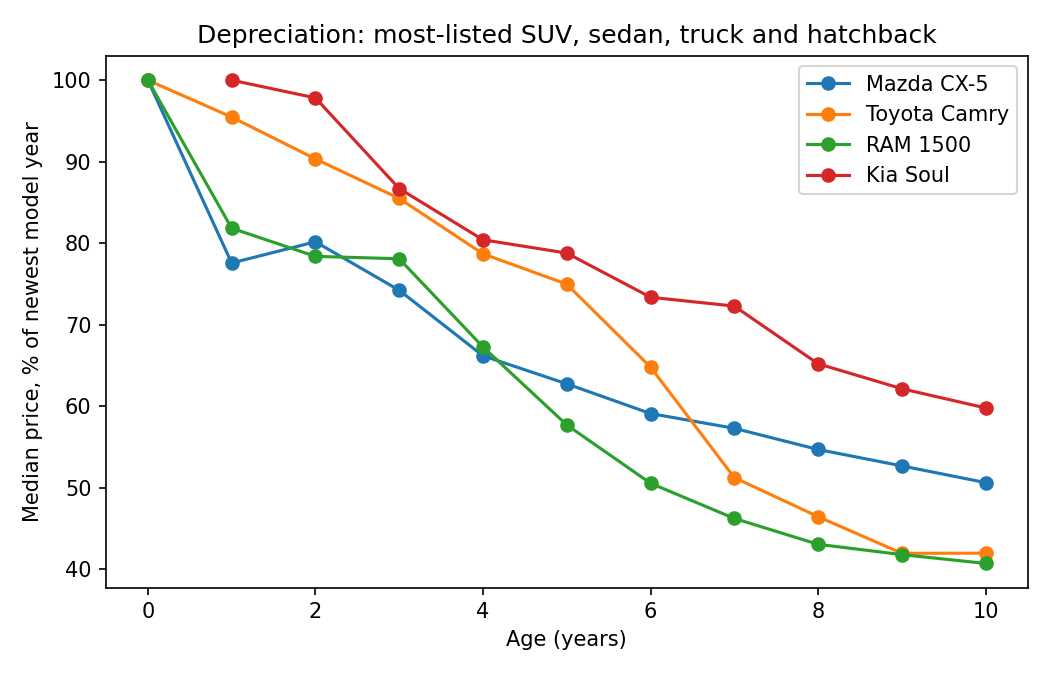 Depreciation: most-listed SUV, sedan, truck and hatchback
Median price, % of newest model year
100
90
80
70
60
50
40
Mazda CX-5
Toyota Camry
RAM 1500
Kia Soul
0 2 4 6 8 10
Age (years)